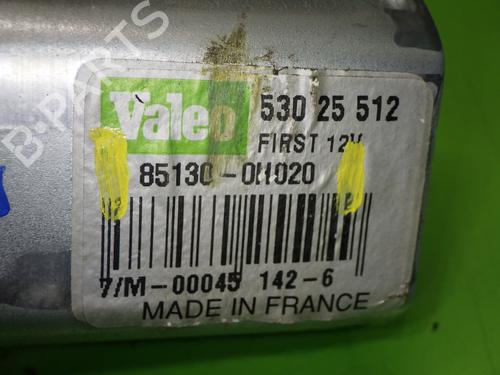 B-PARTS
Valeo
530 25 512
FIRST 12V
85130-0H020
7/M-00045 142-6
MADE IN FRANCE